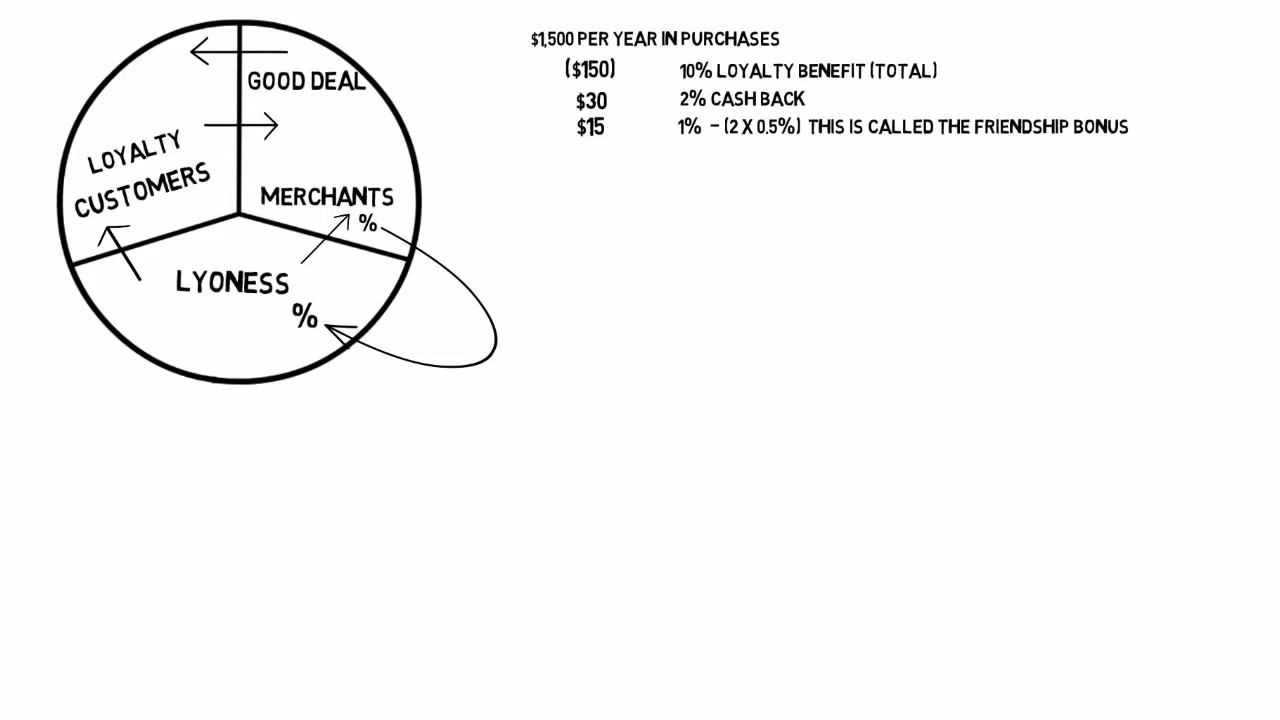 GOOD DEAL
LOYALTY
CUSTOMERS
MERCHANTS
%
LYONESS
%
$1,500 PER YEAR IN PURCHASES
($150) 10% LOYALTY BENEFIT (TOTAL)
$30 2% CASH BACK
$15 1% - (2 X 0.5%) THIS IS CALLED THE FRIENDSHIP BONUS